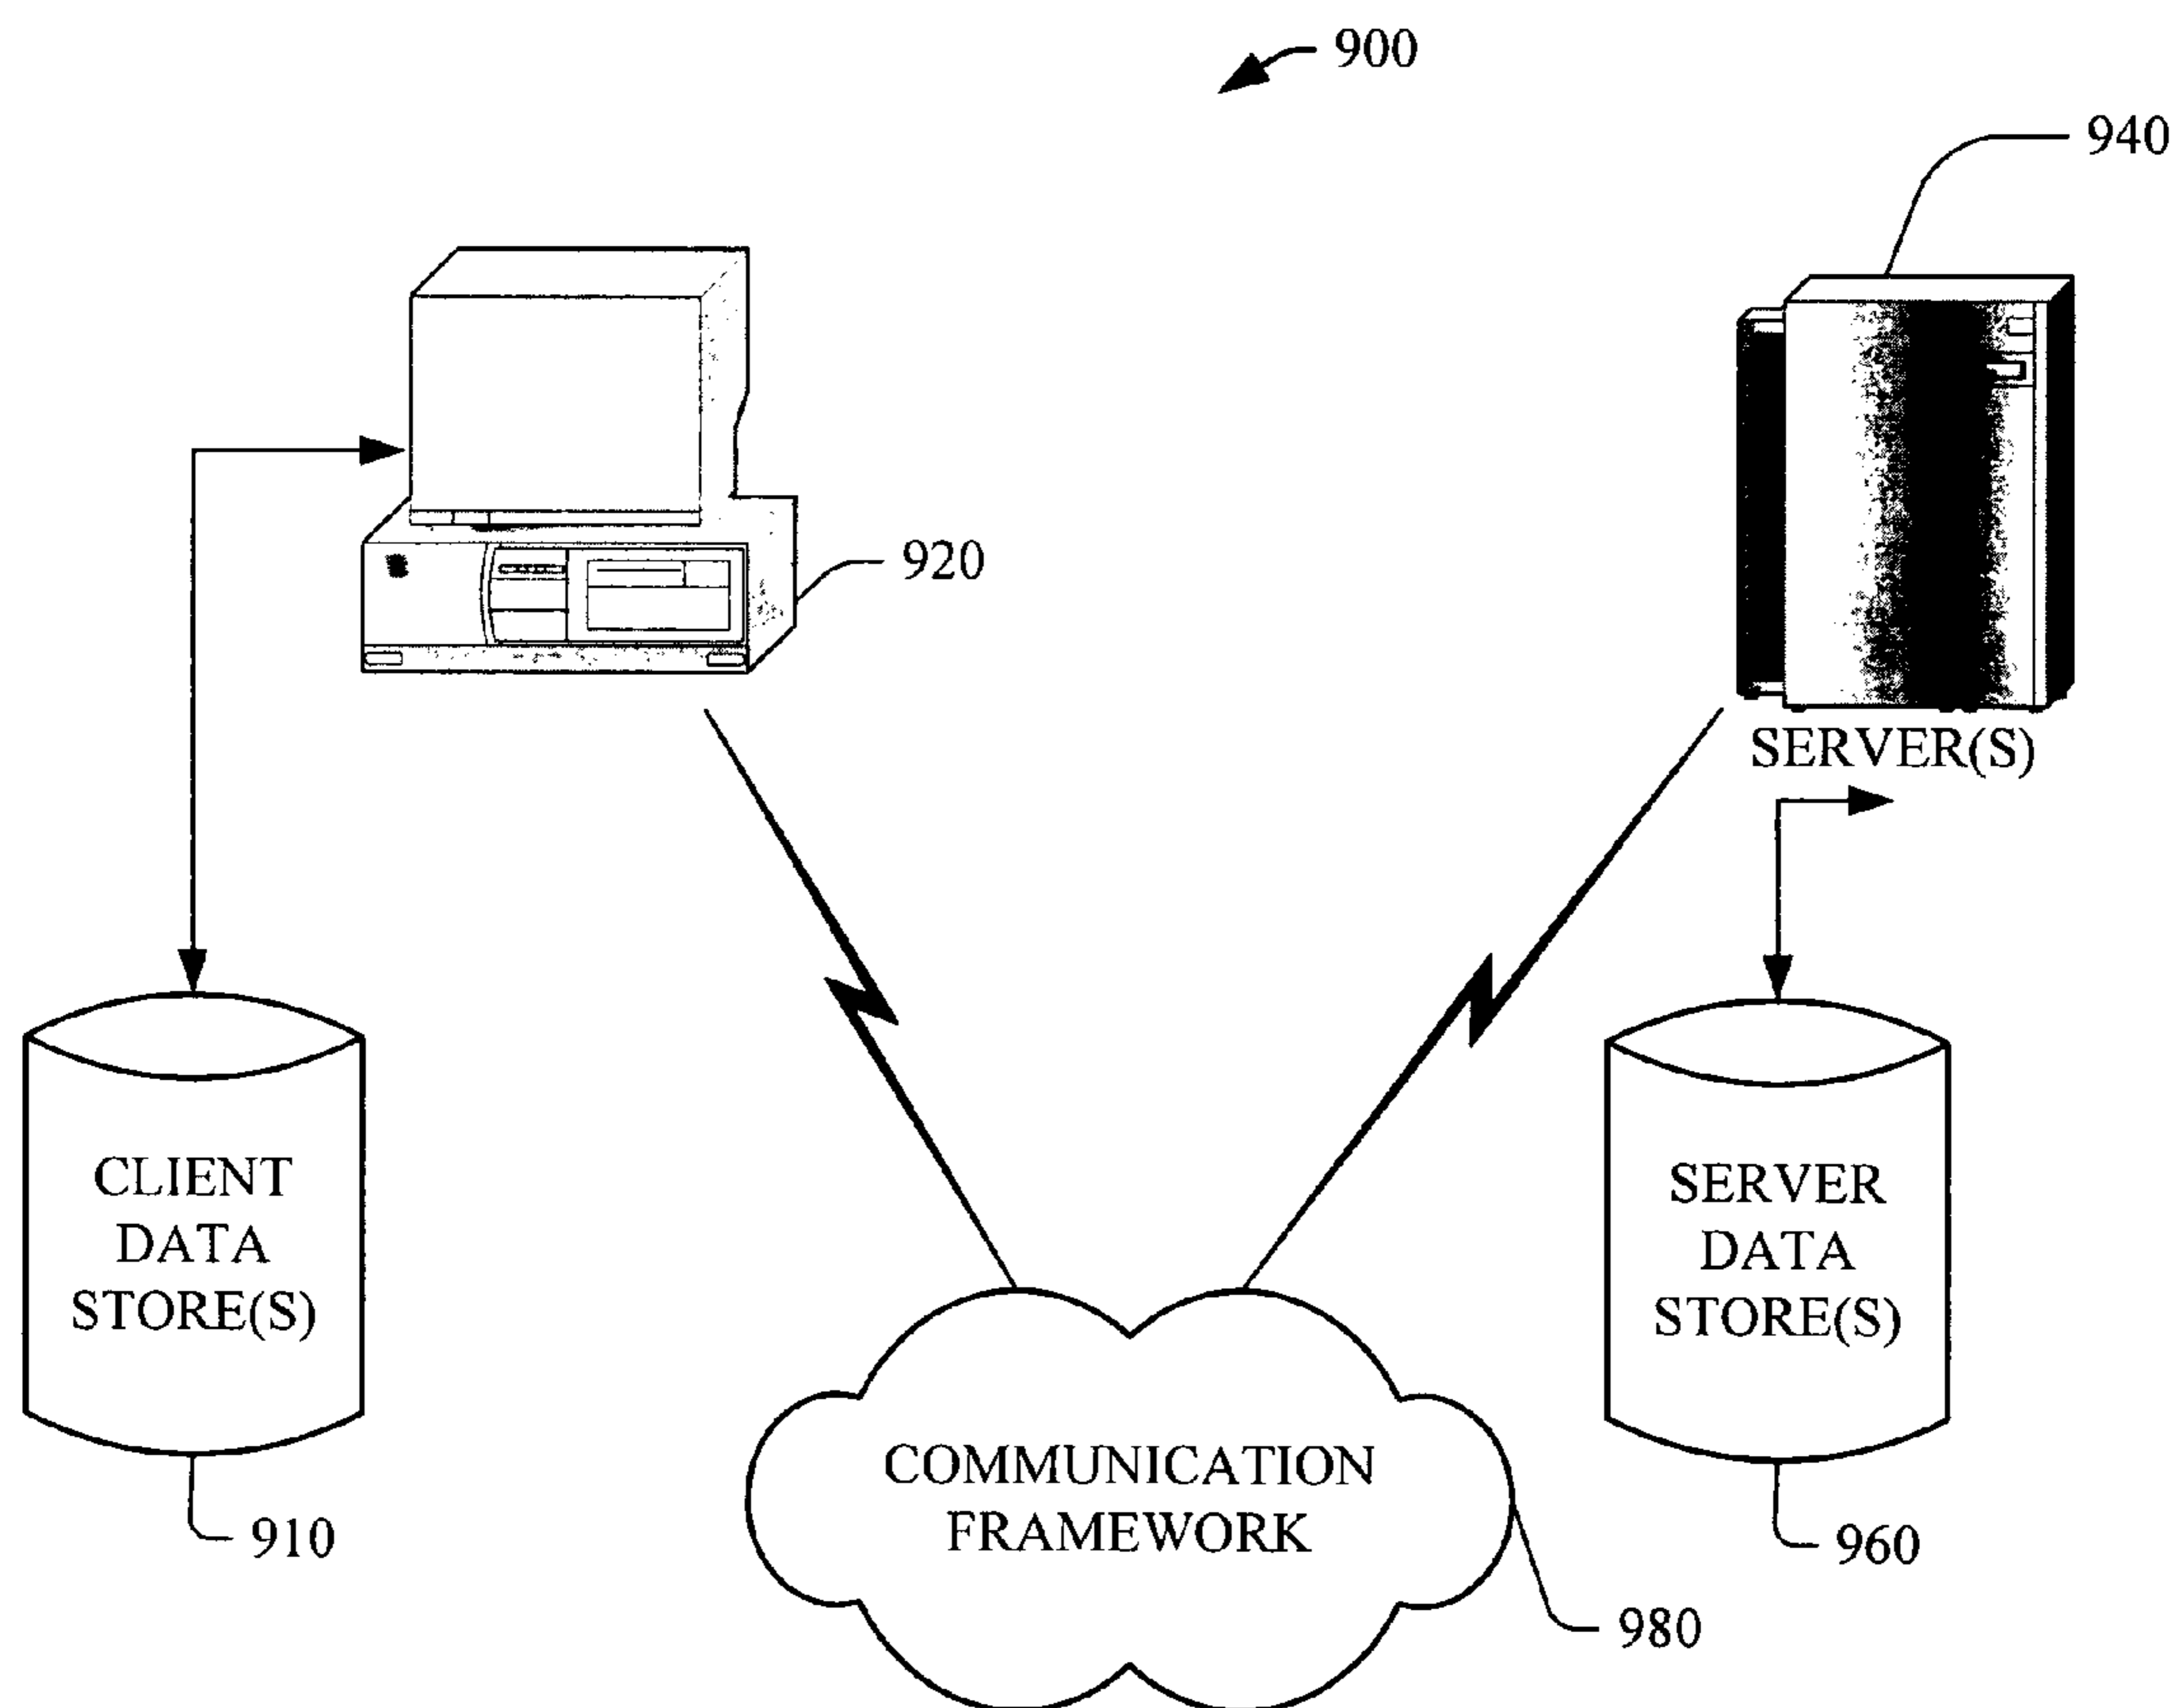 900
940
920
SERVER(S)
CLIENT
DATA
STORE(S)
SERVER
DATA
STORE(S)
COMMUNICATION
FRAMEWORK
910
960
980